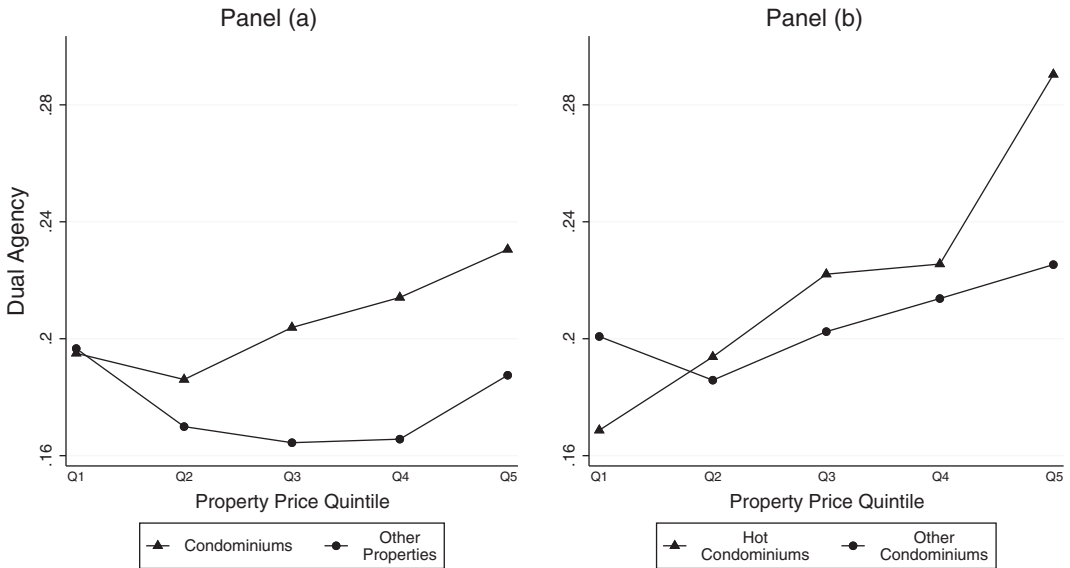 Panel (a)
Panel (b)
Dual Agency
.28
.24
.2
.16
Q1 Q2 Q3 Q4 Q5
Property Price Quintile
Condominiums
Other
Properties
.28
.24
.2
.16
Q1 Q2 Q3 Q4 Q5
Property Price Quintile
Hot
Condominiums
Other
Condominiums